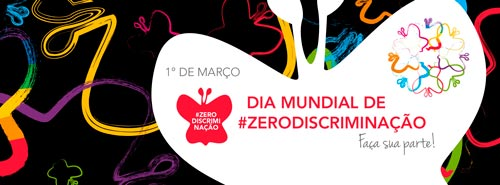 1º DE MARÇO
#ZERO
DISCRIMI
NAÇÃO
DIA MUNDIAL DE
#ZERODISCRIMINAÇÃO
Faça sua parte!